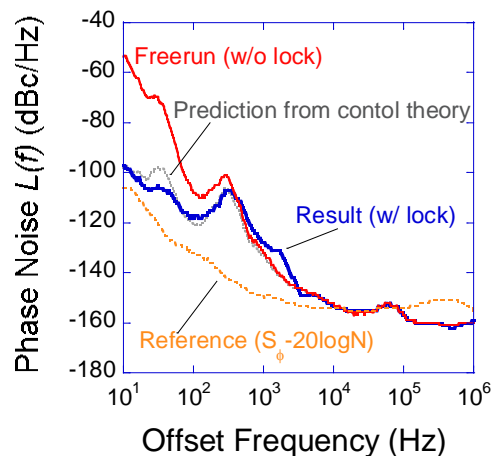 -40
-60
-80
-100
-120
-140
-160
-180
Phase Noise L(f) (dBc/Hz)
Freerun (w/o lock)
Prediction from contol theory
Result (w/ lock)
Reference (S_ϕ-20logN)
10^1
10^2
10^3
10^4
10^5
10^6
Offset Frequency (Hz)